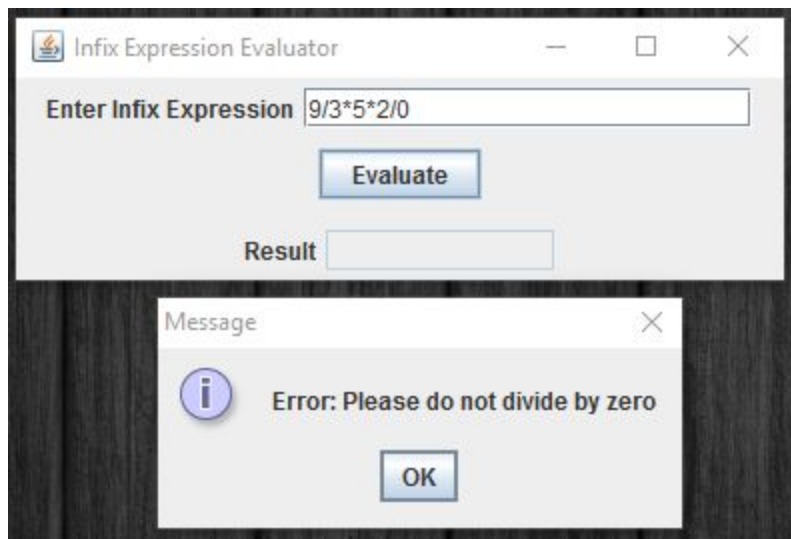 Infix Expression Evaluator
Enter Infix Expression 9/3*5*2/0
Evaluate
Result
Message
i Error: Please do not divide by zero
OK